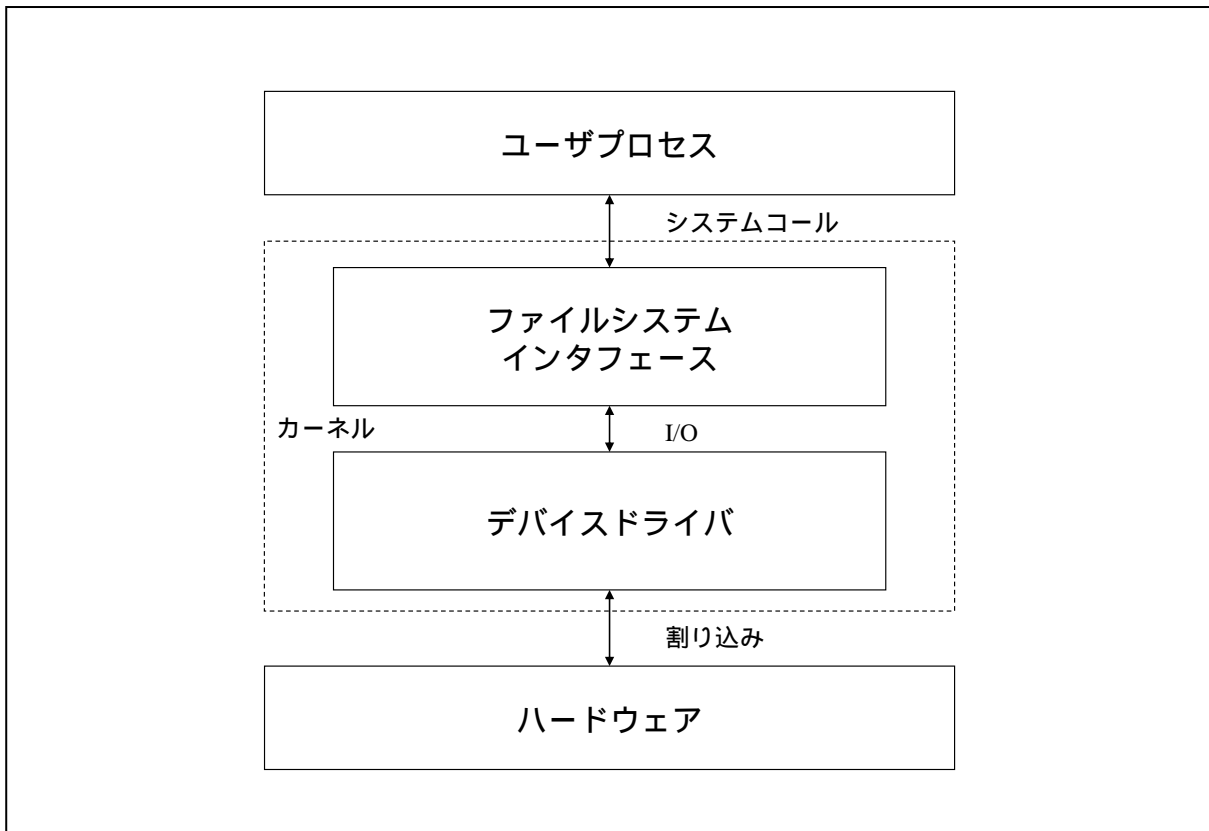 ユーザプロセス
システムコール
ファイルシステム
インタフェース
カーネル
I/O
デバイスドライバ
割り込み
ハードウェア